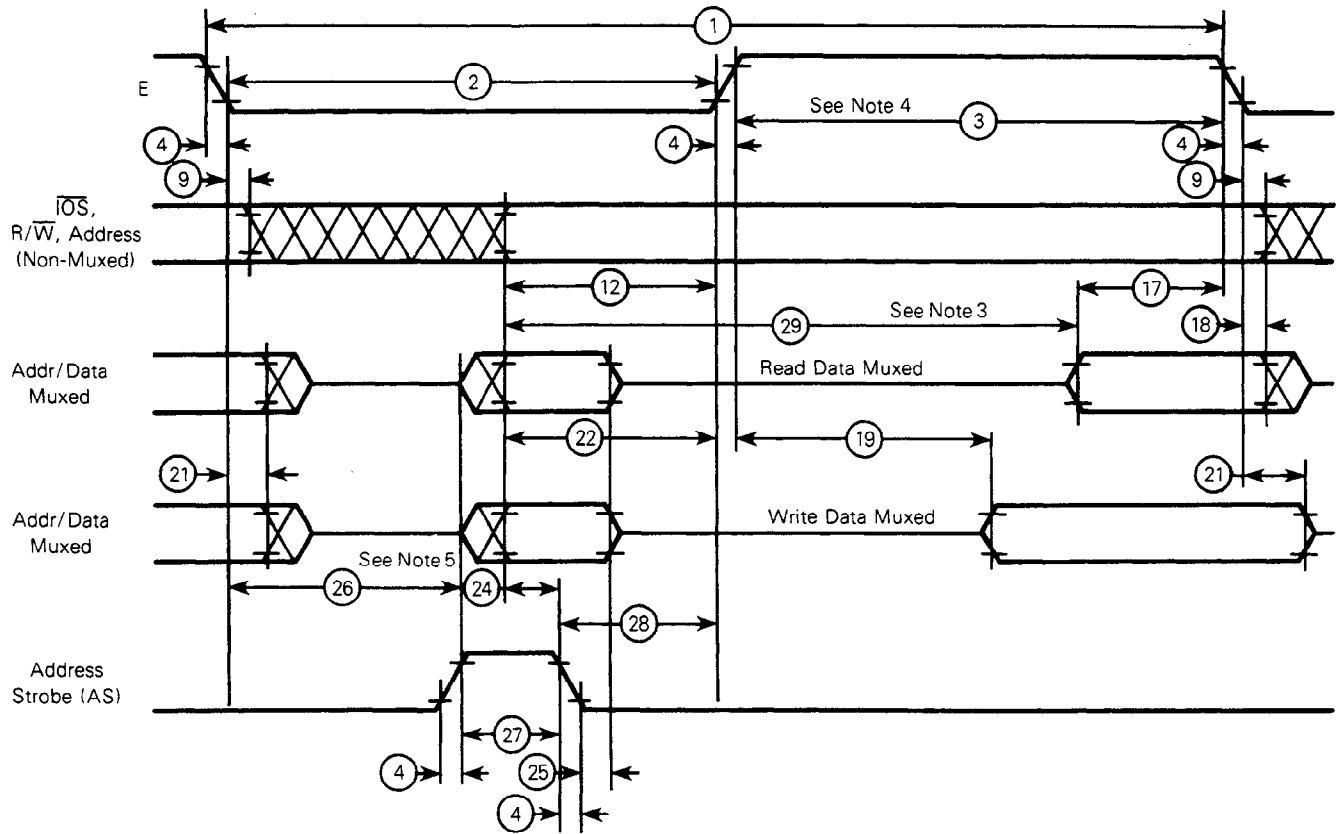 1
E
2
See Note 4
3
4
4
4
9
9
I̅O̅S̅,
R/W̅, Address
(Non-Muxed)
12
17
See Note 3
29
18
Addr/Data
Muxed
Read Data Muxed
22
19
21
21
Addr/Data
Muxed
Write Data Muxed
See Note 5
26
24
28
Address
Strobe (AS)
27
4
25
4